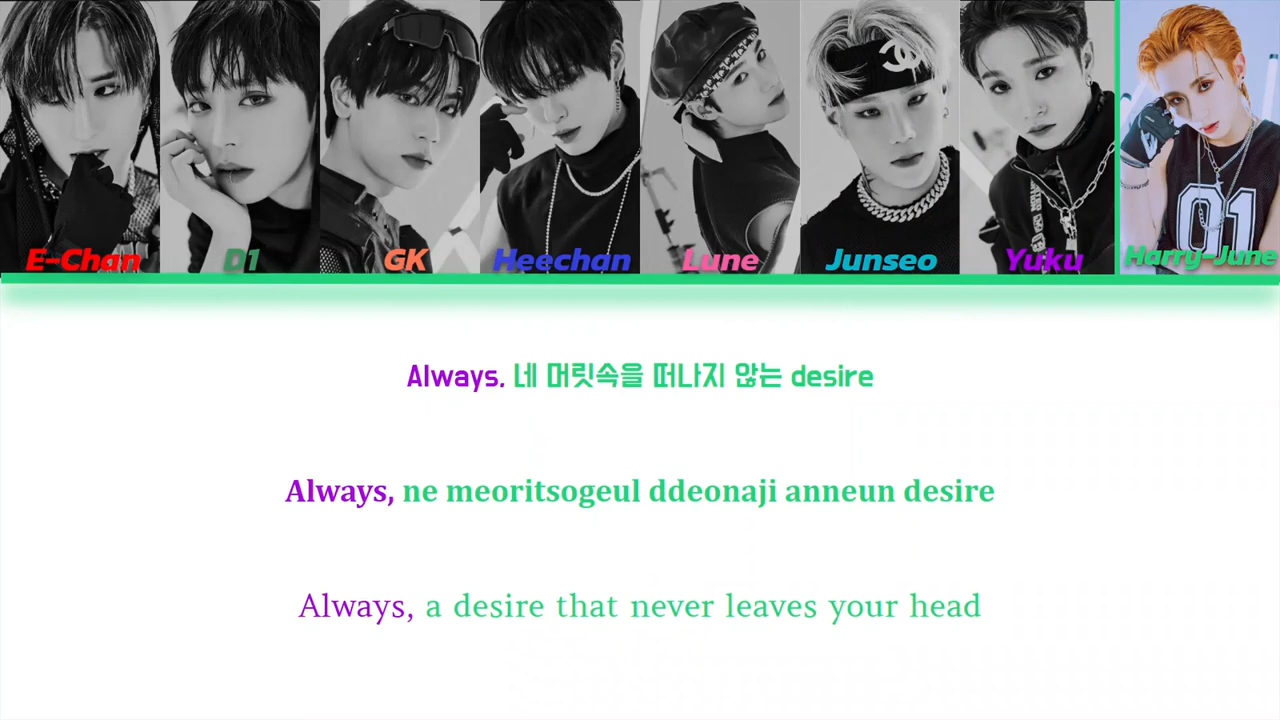 E-Chan D1 GK Heechan Lune Junseo Yuku Harry-June
01
Always, 네 머릿속을 떠나지 않는 desire
Always, ne meoritsogeul ddeonaji anneun desire
Always, a desire that never leaves your head